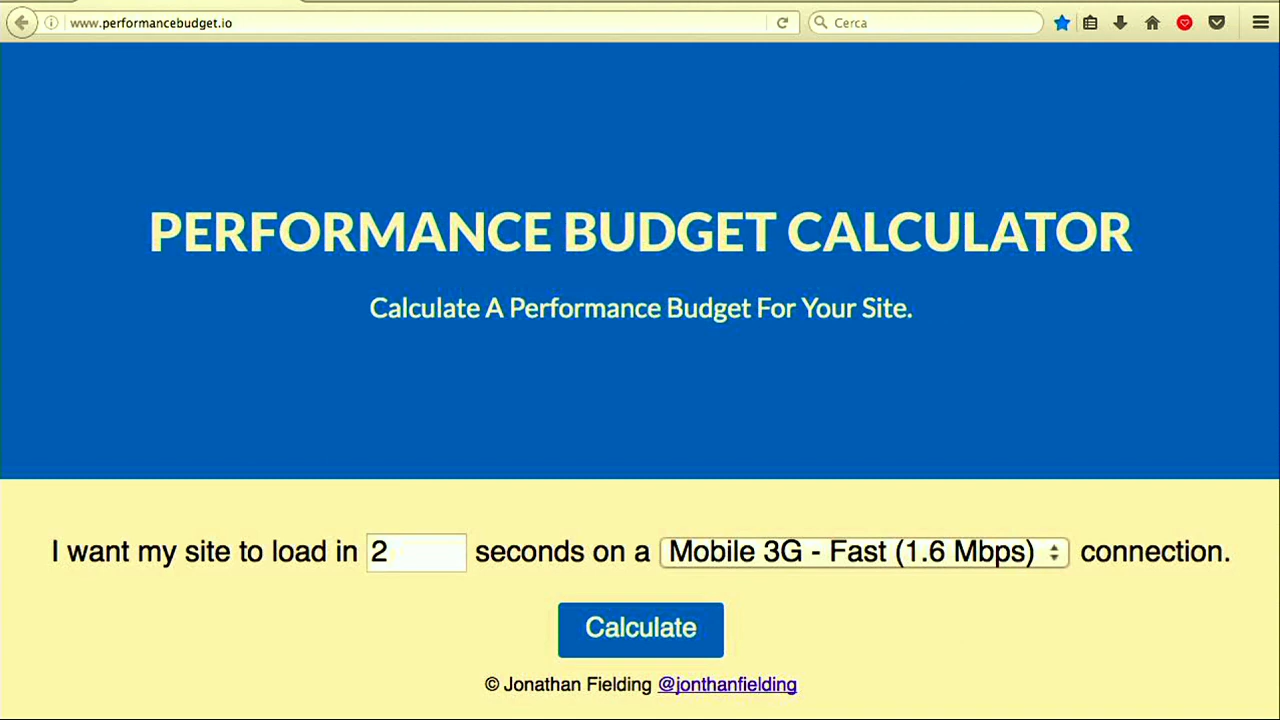 www.performancebudget.io
Cerca
PERFORMANCE BUDGET CALCULATOR
Calculate A Performance Budget For Your Site.
I want my site to load in 2 seconds on a Mobile 3G - Fast (1.6 Mbps) connection.
Calculate
© Jonathan Fielding @jonthanfielding